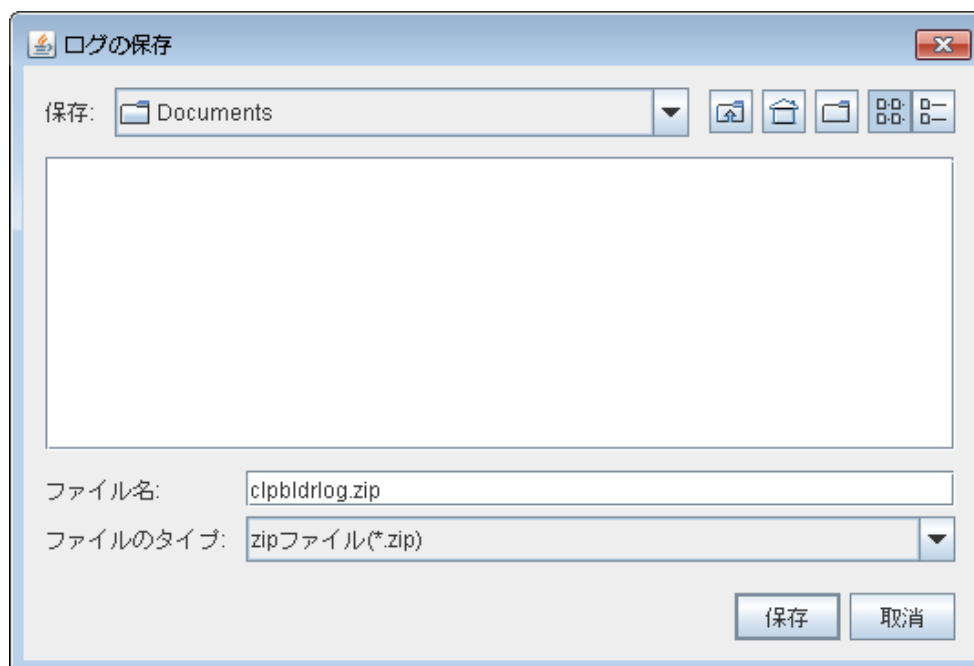 ログの保存
保存: Documents
ファイル名: clpbldrlog.zip
ファイルのタイプ: zipファイル(*.zip)
保存 取消